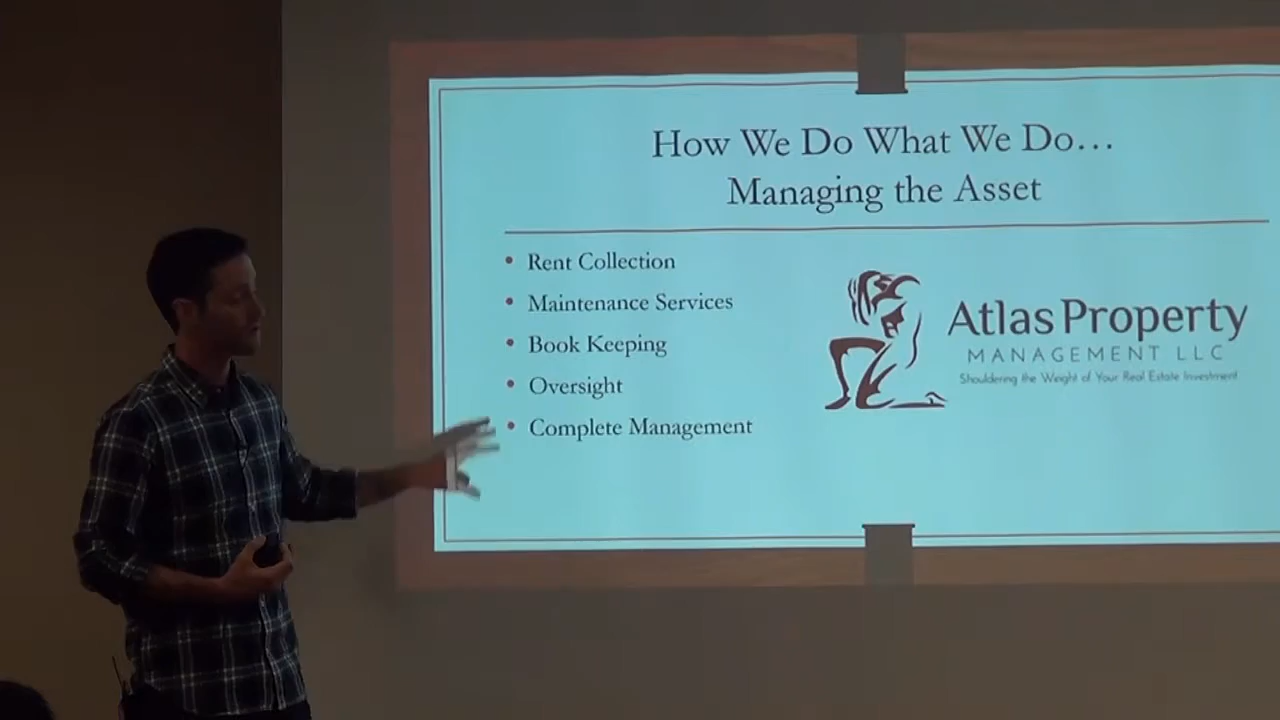 How We Do What We Do…
Managing the Asset
• Rent Collection
• Maintenance Services
• Book Keeping
• Oversight
• Complete Management
Atlas Property
MANAGEMENT LLC
Shouldering the Weight of Your Real Estate Investment